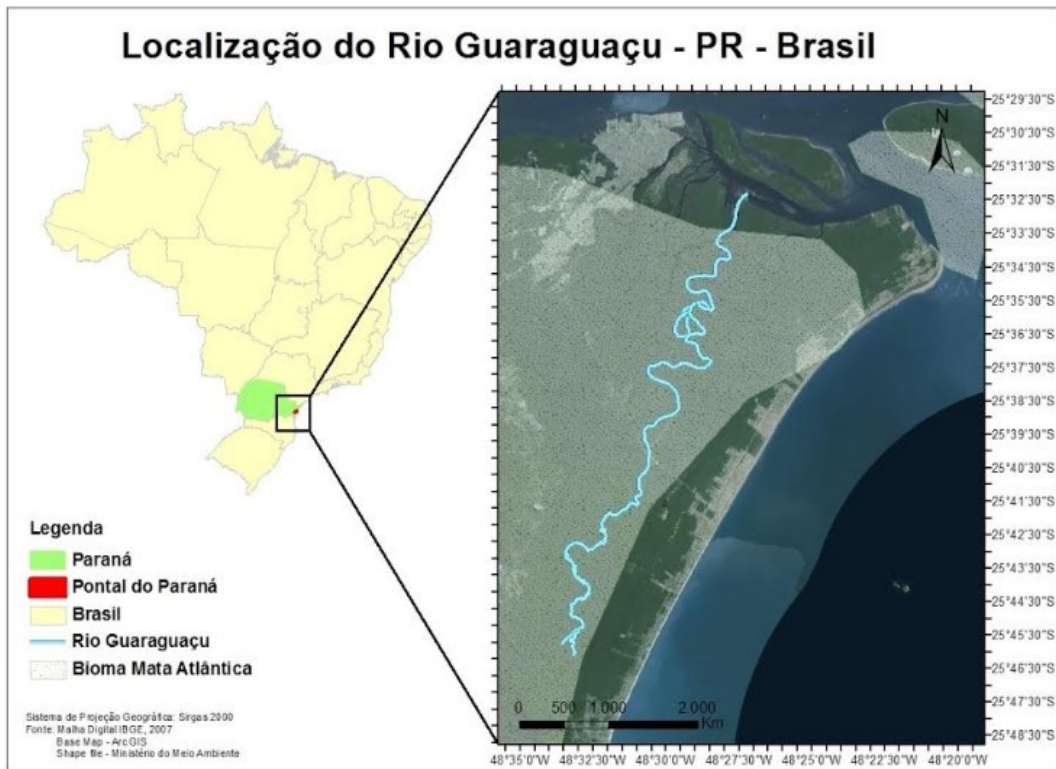 Localização do Rio Guaraguaçu - PR - Brasil
25°29'30"S
25°30'30"S
25°31'30"S
25°32'30"S
25°33'30"S
25°34'30"S
25°35'30"S
25°36'30"S
25°37'30"S
25°38'30"S
25°39'30"S
25°40'30"S
25°41'30"S
25°42'30"S
25°43'30"S
25°44'30"S
25°45'30"S
25°46'30"S
25°47'30"S
25°48'30"S
N
Legenda
Paraná
Pontal do Paraná
Brasil
Rio Guaraguaçu
Bioma Mata Atlântica
Sistema de Projeção Geográfica: Sirgas 2000
Fonte: Malha Digital IBGE, 2007
Base Map - ArcGIS
Shape file - Ministério do Meio Ambiente
0 500 1 000 2 000
Km
48°35'0"W 48°32'30"W 48°30'0"W 48°27'30"W 48°25'0"W 48°22'30"W 48°20'0"W